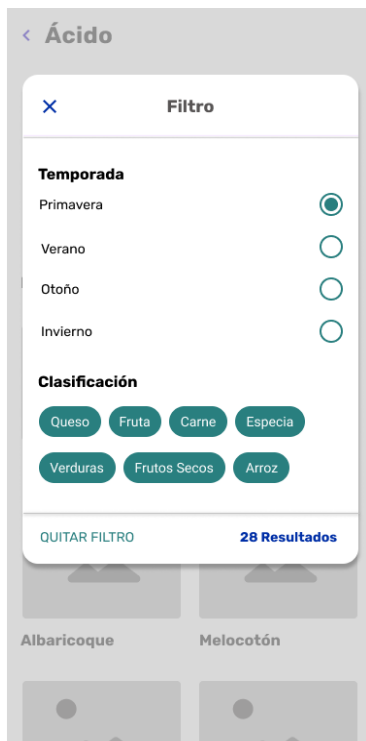 Ácido
Filtro
Temporada
Primavera
Verano
Otoño
Invierno
Clasificación
Queso Fruta Carne Especia
Verduras Frutos Secos Arroz
QUITAR FILTRO 28 Resultados
Albaricoque Melocotón